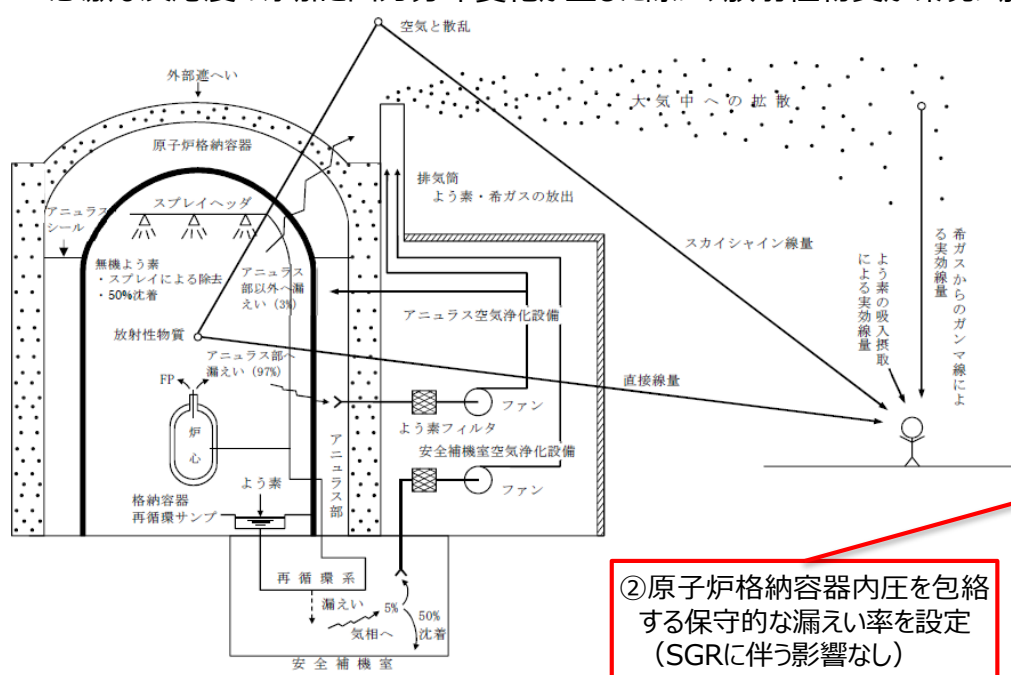 空気と散乱
外部遮へい
大気中への拡散
原子炉格納容器
排気筒
よう素・希ガスの放出
アニュラス
シール
スプレイヘッダ
スカイシャイン線量
希ガスからのガンマ線によ
る実効線量
よう素の吸入摂取
による実効線量
無機よう素
・スプレイによる除去
・50%沈着
アニュラス
部以外へ漏
えい(3%)
アニュラス空気浄化設備
放射性物質
アニュラス部へ
漏えい(97%)
直接線量
FP
ファン
よう素フィルタ
炉
心
アニュラス部
安全補機室空気浄化設備
よう素
ファン
格納容器
再循環サンプ
再循環系
漏えい
5%
50%
沈着
気相へ
安全補機室
②原子炉格納容器内圧を包絡
する保守的な漏えい率を設定
(SGRに伴う影響なし)